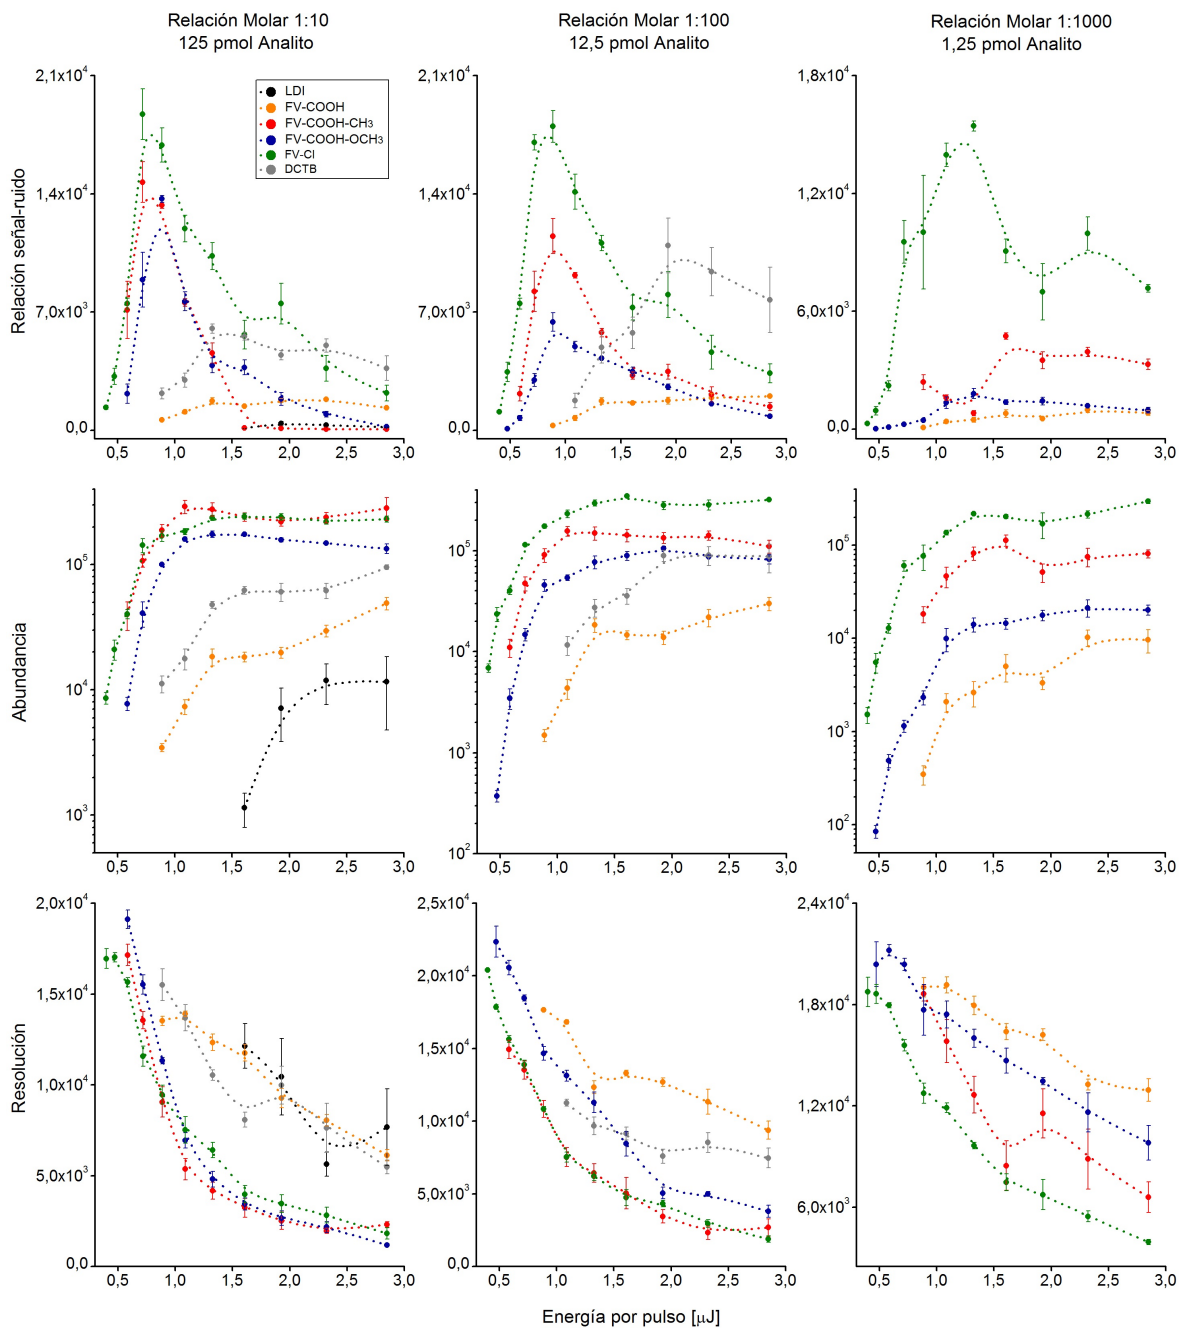 Relación Molar 1:10
125 pmol Analito
Relación Molar 1:100
12,5 pmol Analito
Relación Molar 1:1000
1,25 pmol Analito
Relación señal-ruido
2,1x10⁴
1,4x10⁴
7,0x10³
0,0
0,5 1,0 1,5 2,0 2,5 3,0
LDI
FV-COOH
FV-COOH-CH₃
FV-COOH-OCH₃
FV-Cl
DCTB
2,1x10⁴
1,4x10⁴
7,0x10³
0,0
0,5 1,0 1,5 2,0 2,5 3,0
1,8x10⁴
1,2x10⁴
6,0x10³
0,0
0,5 1,0 1,5 2,0 2,5 3,0
Abundancia
10⁵
10⁴
10³
0,5 1,0 1,5 2,0 2,5 3,0
10⁵
10⁴
10³
10²
0,5 1,0 1,5 2,0 2,5 3,0
10⁵
10⁴
10³
10²
0,5 1,0 1,5 2,0 2,5 3,0
Resolución
2,0x10⁴
1,5x10⁴
1,0x10⁴
5,0x10³
0,0
0,5 1,0 1,5 2,0 2,5 3,0
2,5x10⁴
2,0x10⁴
1,5x10⁴
1,0x10⁴
5,0x10³
0,0
0,5 1,0 1,5 2,0 2,5 3,0
2,4x10⁴
1,8x10⁴
1,2x10⁴
6,0x10³
0,5 1,0 1,5 2,0 2,5 3,0
Energía por pulso [μJ]